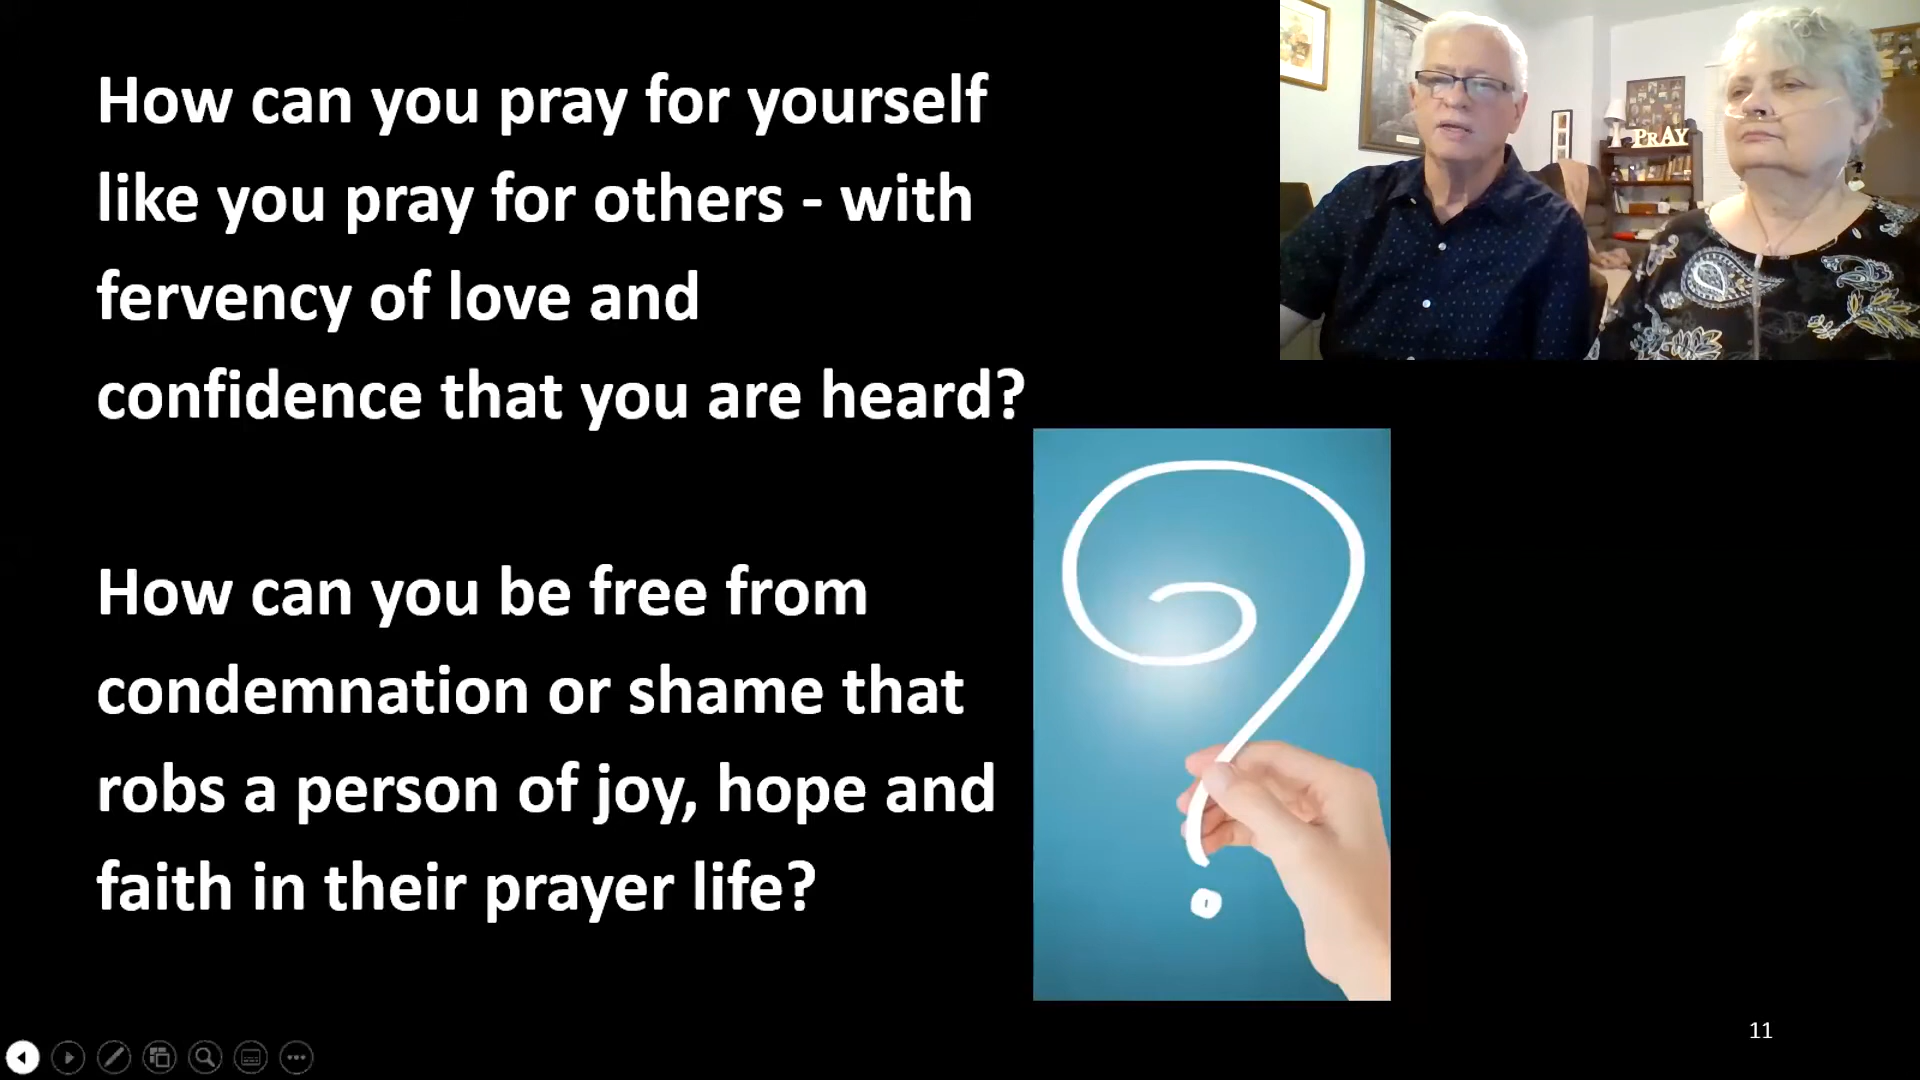 How can you pray for yourself
like you pray for others - with
fervency of love and
confidence that you are heard?
How can you be free from
condemnation or shame that
robs a person of joy, hope and
faith in their prayer life?
PrAY
11